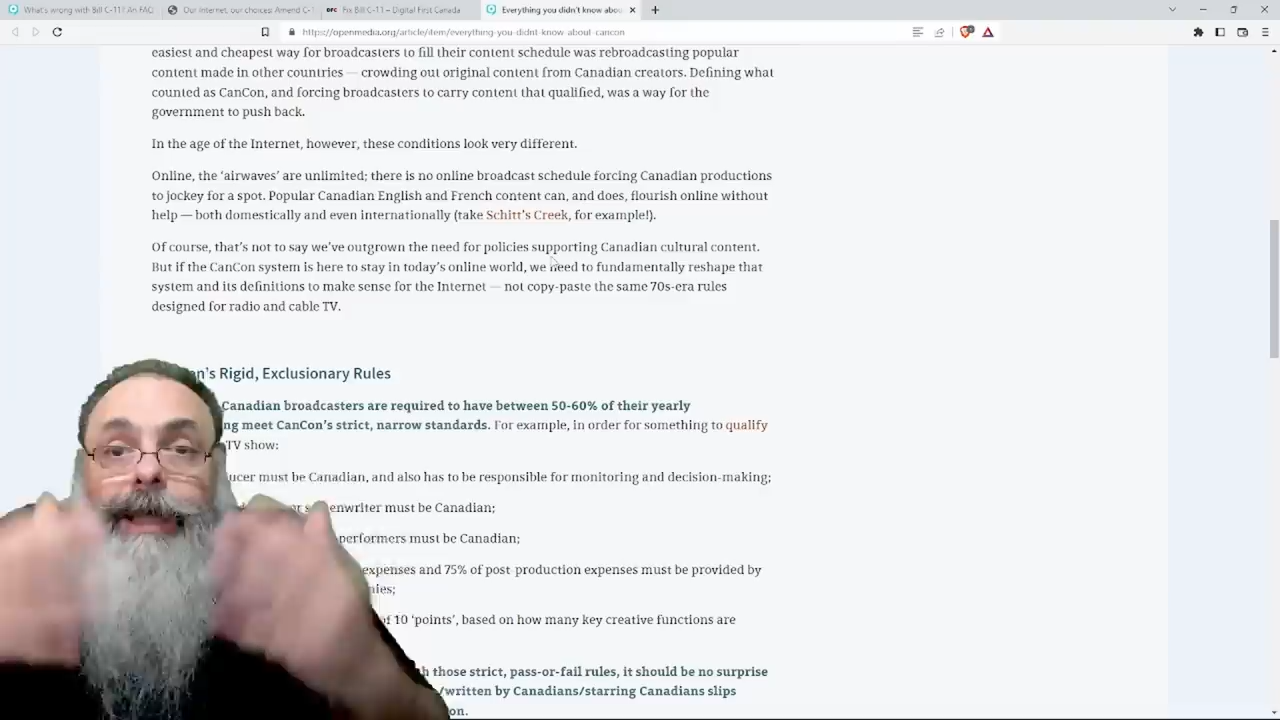 What's wrong with Bill C-11? An FAC
Our Internet, our choices: Amend C-1
DFC Fix Bill C-11 – Digital First Canada
Everything you didn't know abou
https://openmedia.org/article/item/everything-you-didnt-know-about-cancon
easiest and cheapest way for broadcasters to fill their content schedule was rebroadcasting popular
content made in other countries — crowding out original content from Canadian creators. Defining what
counted as CanCon, and forcing broadcasters to carry content that qualified, was a way for the
government to push back.
In the age of the Internet, however, these conditions look very different.
Online, the ‘airwaves’ are unlimited; there is no online broadcast schedule forcing Canadian productions
to jockey for a spot. Popular Canadian English and French content can, and does, flourish online without
help — both domestically and even internationally (take Schitt’s Creek, for example!).
Of course, that’s not to say we’ve outgrown the need for policies supporting Canadian cultural content.
But if the CanCon system is here to stay in today’s online world, we need to fundamentally reshape that
system and its definitions to make sense for the Internet — not copy-paste the same 70s-era rules
designed for radio and cable TV.
n’s Rigid, Exclusionary Rules
Canadian broadcasters are required to have between 50-60% of their yearly
ng meet CanCon’s strict, narrow standards. For example, in order for something to qualify
TV show:
ucer must be Canadian, and also has to be responsible for monitoring and decision-making;
enwriter must be Canadian;
performers must be Canadian;
expenses and 75% of post-production expenses must be provided by
nies;
of 10 ‘points’, based on how many key creative functions are
those strict, pass-or-fail rules, it should be no surprise
/written by Canadians/starring Canadians slips
on.